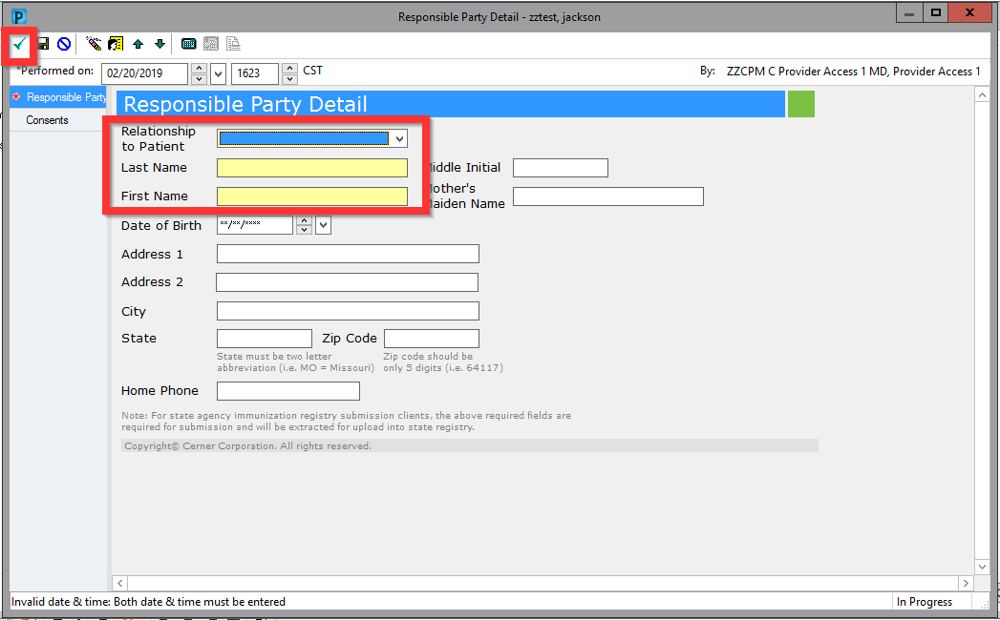 Responsible Party Detail - zztest, jackson
P
*Performed on: 02/20/2019 1623 CST By: ZZCPM C Provider Access 1 MD, Provider Access 1
Responsible Party
Consents
Responsible Party Detail
Relationship
to Patient
Last Name
iddle Initial
First Name
other's
aiden Name
Date of Birth **/**/****
Address 1
Address 2
City
State Zip Code
State must be two letter
abbreviation (i.e. MO = Missouri)
Zip code should be
only 5 digits (i.e. 64117)
Home Phone
Note: For state agency immunization registry submission clients, the above required fields are
required for submission and will be extracted for upload into state registry.
Copyright© Cerner Corporation. All rights reserved.
Invalid date & time: Both date & time must be entered In Progress